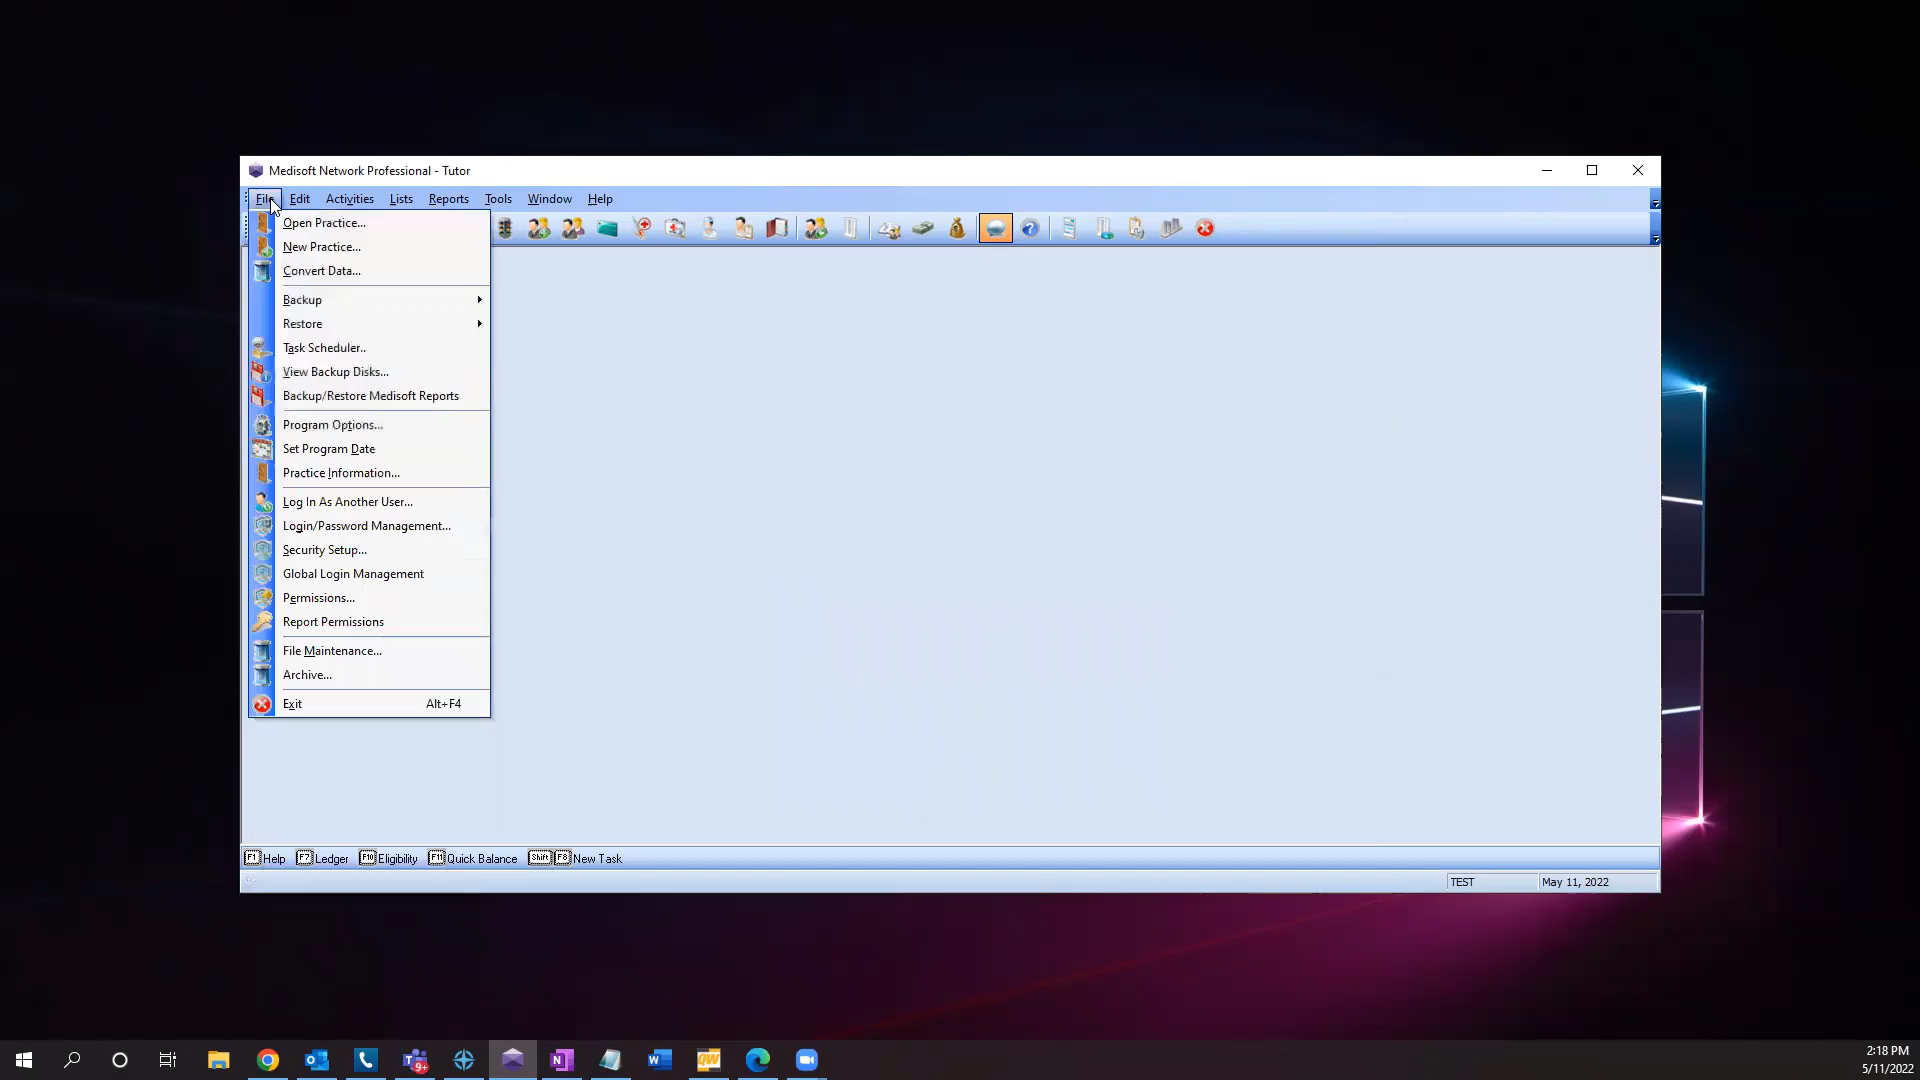 Medisoft Network Professional - Tutor
File Edit Activities Lists Reports Tools Window Help
Open Practice...
New Practice...
Convert Data...
Backup
Restore
Task Scheduler..
View Backup Disks...
Backup/Restore Medisoft Reports
Program Options...
Set Program Date
Practice Information...
Log In As Another User...
Login/Password Management...
Security Setup...
Global Login Management
Permissions...
Report Permissions
File Maintenance...
Archive...
Exit Alt+F4
F1 Help F7 Ledger F10 Eligibility F11 Quick Balance Shift F8 New Task
TEST May 11, 2022
9+
QW
2:18 PM
5/11/2022